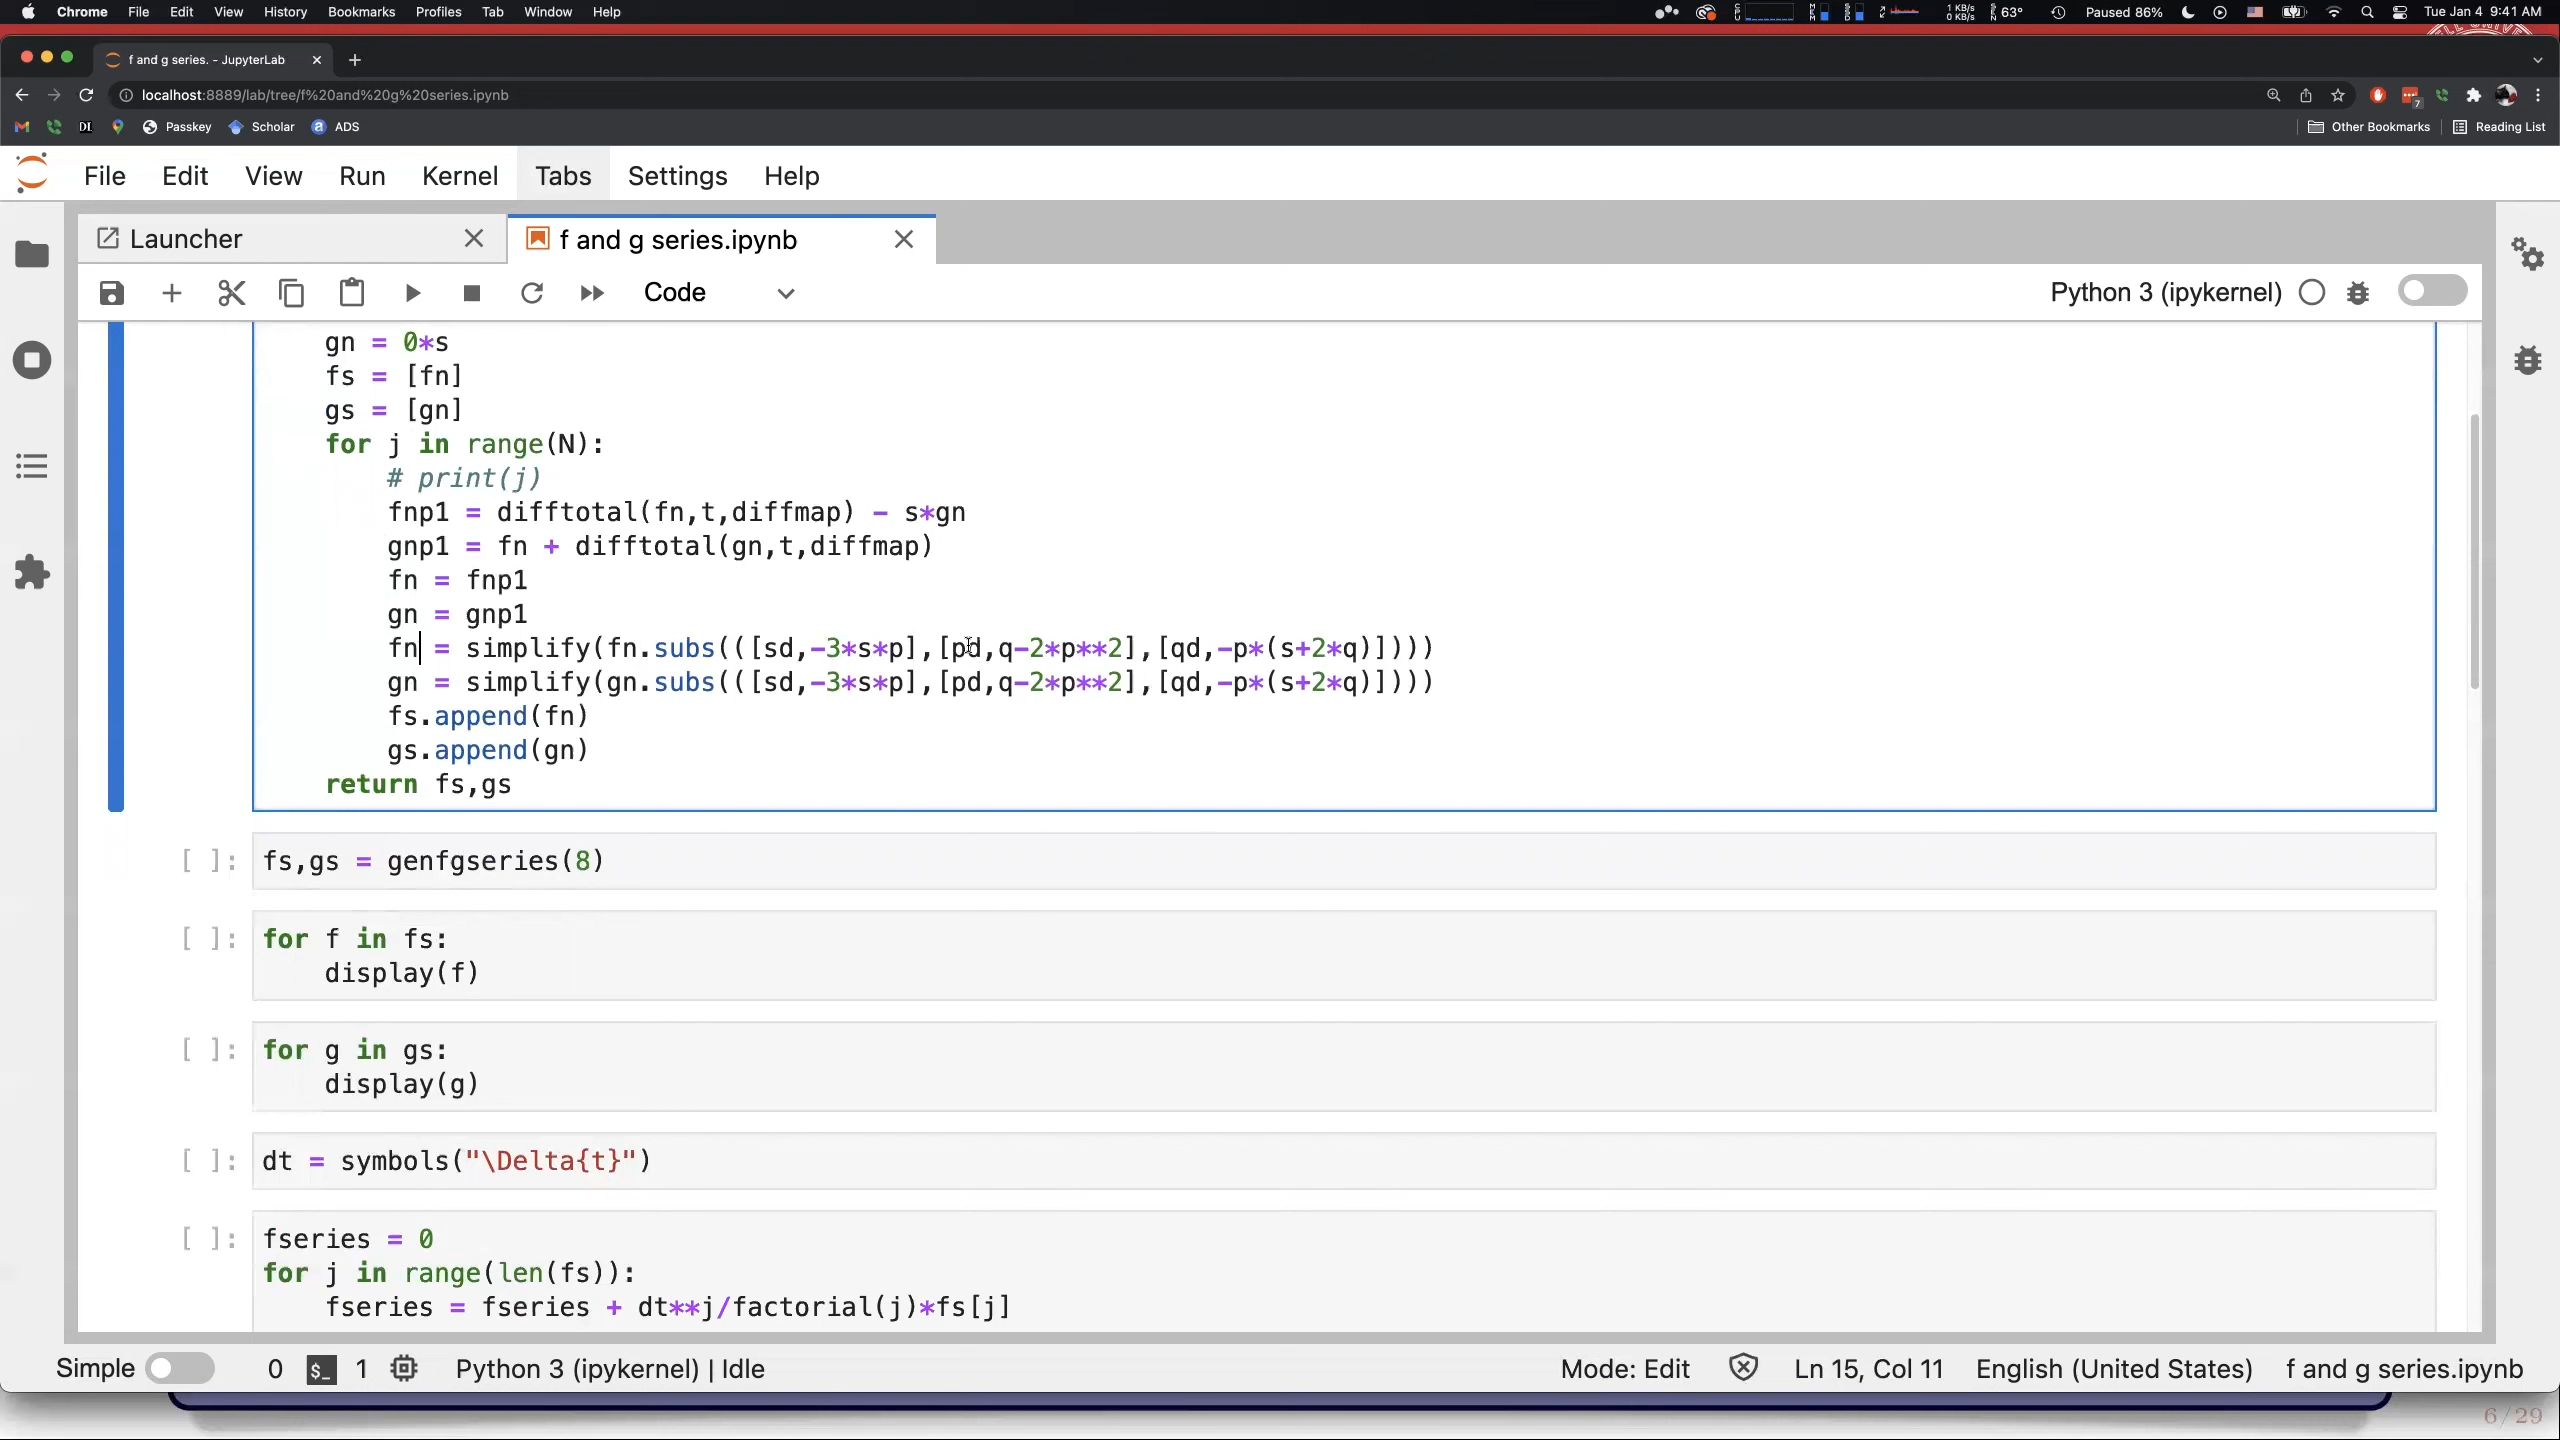 Chrome File Edit View History Bookmarks Profiles Tab Window Help 1 KB/s 0 KB/s 63° Paused 86% Tue Jan 4 9:41 AM
f and g series. - JupyterLab
localhost:8889/lab/tree/f%20and%20g%20series.ipynb 7
DL Passkey Scholar a ADS Other Bookmarks Reading List
File Edit View Run Kernel Tabs Settings Help
Launcher f and g series.ipynb
Code Python 3 (ipykernel)
gn = 0*s
fs = [fn]
gs = [gn]
for j in range(N):
# print(j)
fnp1 = difftotal(fn,t,diffmap) - s*gn
gnp1 = fn + difftotal(gn,t,diffmap)
fn = fnp1
gn = gnp1
fn = simplify(fn.subs(([sd,-3*s*p],[pd,q-2*p**2],[qd,-p*(s+2*q)])))
gn = simplify(gn.subs(([sd,-3*s*p],[pd,q-2*p**2],[qd,-p*(s+2*q)])))
fs.append(fn)
gs.append(gn)
return fs,gs
[ ]: fs,gs = genfgseries(8)
[ ]: for f in fs:
display(f)
[ ]: for g in gs:
display(g)
[ ]: dt = symbols("\Delta{t}")
[ ]: fseries = 0
for j in range(len(fs)):
fseries = fseries + dt**j/factorial(j)*fs[j]
Simple 0 $_ 1 Python 3 (ipykernel) | Idle Mode: Edit Ln 15, Col 11 English (United States) f and g series.ipynb
6/29